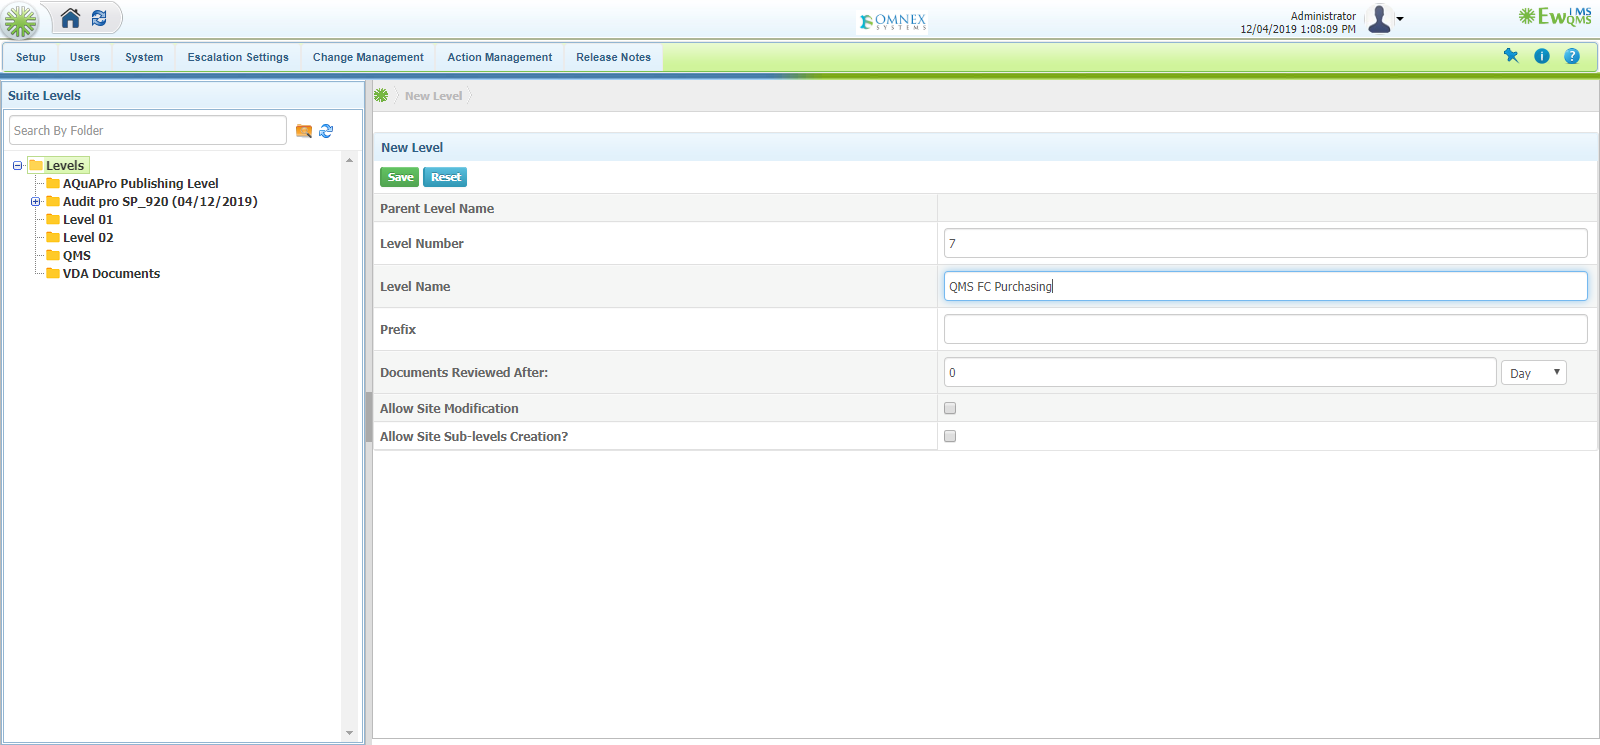 OMNEX
SYSTEMS
Administrator
12/04/2019 1:08:09 PM
EwQIMS
Setup Users System Escalation Settings Change Management Action Management Release Notes
Suite Levels
Search By Folder
Levels
AQuAPro Publishing Level
Audit pro SP_920 (04/12/2019)
Level 01
Level 02
QMS
VDA Documents
New Level
New Level
Save Reset
Parent Level Name
Level Number 7
Level Name QMS FC Purchasing
Prefix
Documents Reviewed After: 0 Day
Allow Site Modification
Allow Site Sub-levels Creation?